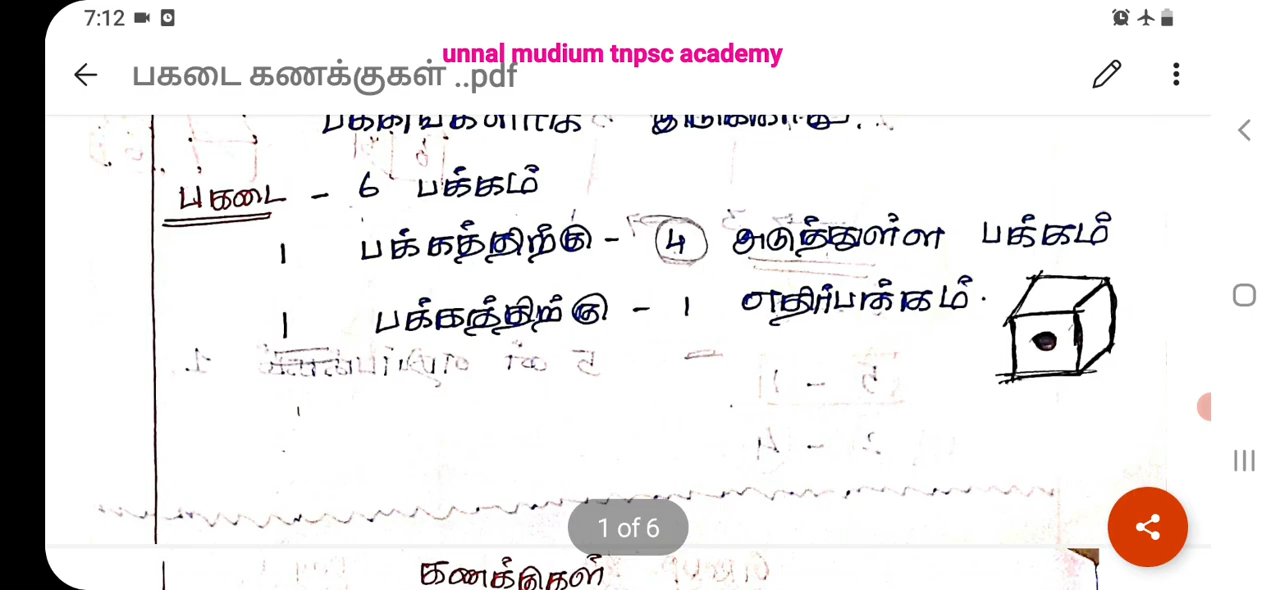 7:12
unnal mudium tnpsc academy
பகடை கணக்குகள் ..pdf
பகடை - 6 பக்கம்
1 பக்கத்திற்கு - 4 அடுத்துள்ள பக்கம்
1 பக்கத்திற்கு - 1 எதிர்பக்கம்.
1 of 6
கணக்குகள்